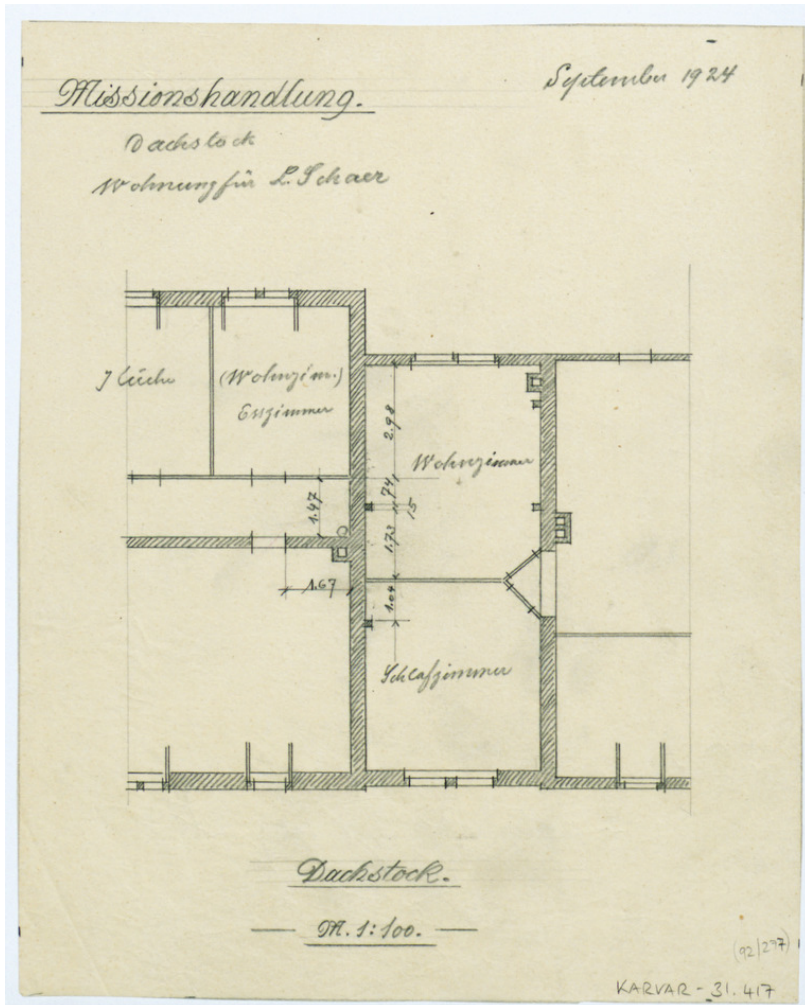 September 1924
Missionshandlung.
Dachstock
Wohnung für L. Schaer
Küche
(Wohnzim.)
Esszimmer
2.98
Wohnzimmer
74
15
1.47
1.73
1.67
1.04
Schlafzimmer
Dachstock.
M. 1:100.
(92/237)
KARVAR - 31.417